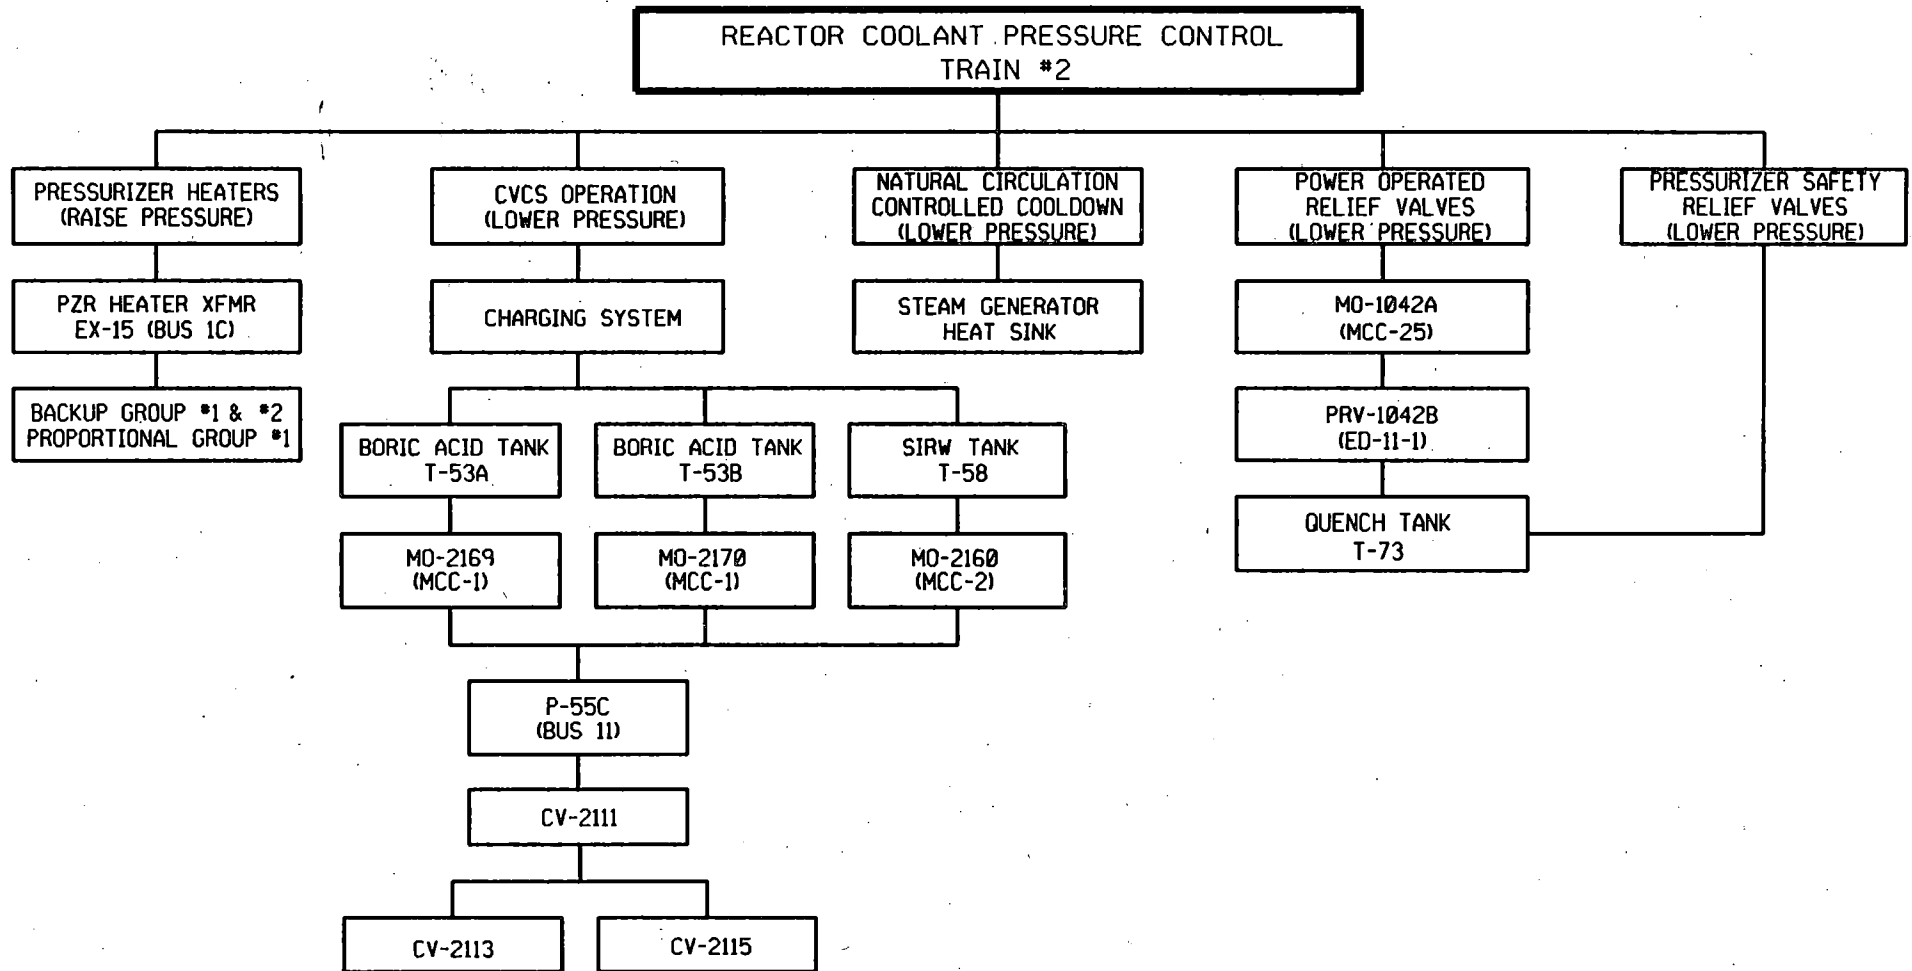 REACTOR COOLANT PRESSURE CONTROL
TRAIN #2
PRESSURIZER HEATERS
(RAISE PRESSURE)
CVCS OPERATION
(LOWER PRESSURE)
NATURAL CIRCULATION
CONTROLLED COOLDOWN
(LOWER PRESSURE)
POWER OPERATED
RELIEF VALVES
(LOWER PRESSURE)
PRESSURIZER SAFETY
RELIEF VALVES
(LOWER PRESSURE)
PZR HEATER XFMR
EX-15 (BUS 1C)
CHARGING SYSTEM
STEAM GENERATOR
HEAT SINK
MO-1042A
(MCC-25)
BACKUP GROUP #1 & #2
PROPORTIONAL GROUP #1
BORIC ACID TANK
T-53A
BORIC ACID TANK
T-53B
SIRW TANK
T-58
PRV-1042B
(ED-11-1)
MO-2169
(MCC-1)
MO-2170
(MCC-1)
MO-2160
(MCC-2)
QUENCH TANK
T-73
P-55C
(BUS 11)
CV-2111
CV-2113
CV-2115